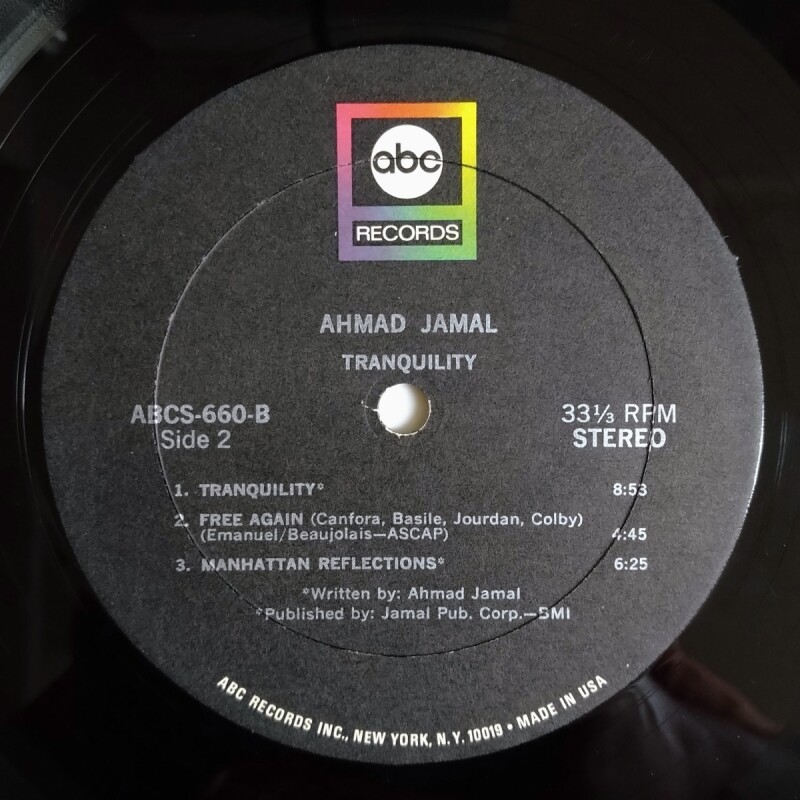 abc
RECORDS
AHMAD JAMAL
TRANQUILITY
ABCS-660-B
Side 2
33⅓ RPM
STEREO
1. TRANQUILITY* 8:53
2. FREE AGAIN (Canfora, Basile, Jourdan, Colby)
(Emanuel/Beaujolais—ASCAP) 4:45
3. MANHATTAN REFLECTIONS* 6:25
*Written by: Ahmad Jamal
*Published by: Jamal Pub. Corp.—BMI
ABC RECORDS INC., NEW YORK, N.Y. 10019 • MADE IN USA